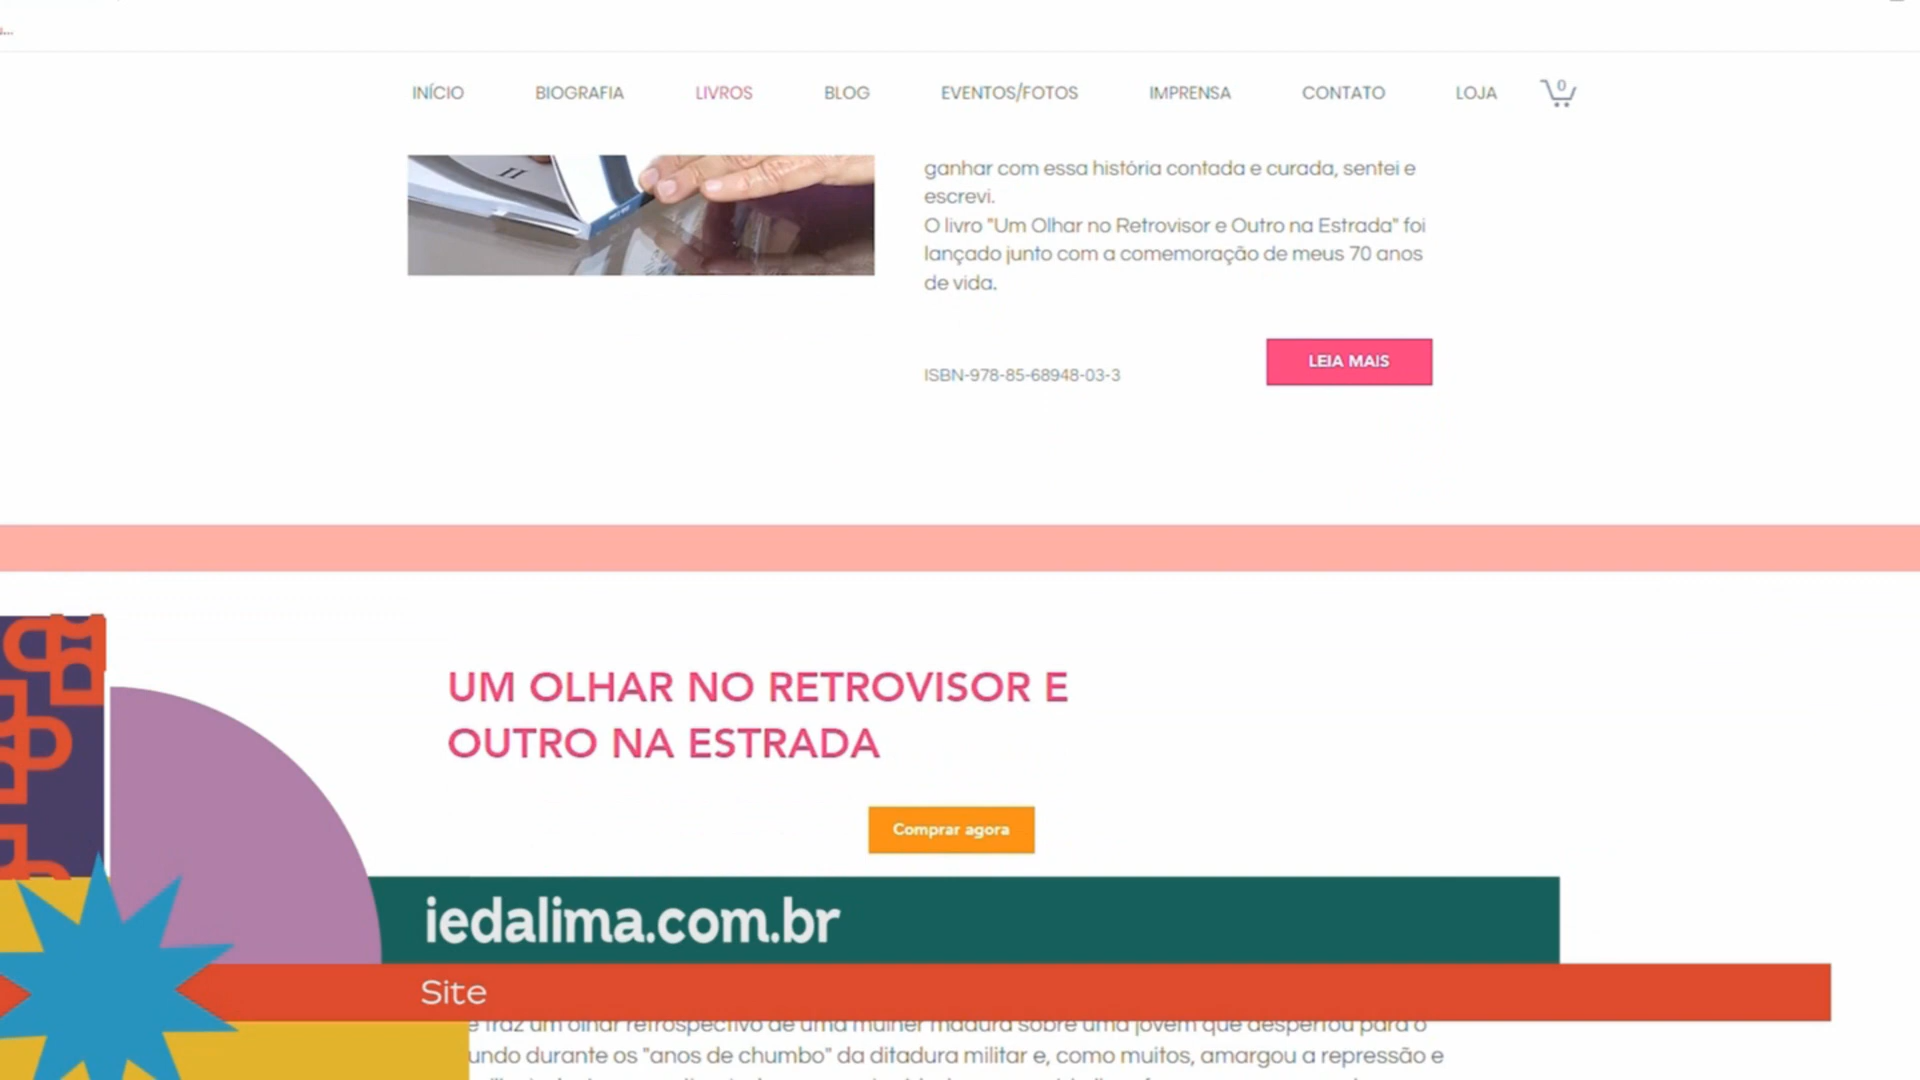 INÍCIO BIOGRAFIA LIVROS BLOG EVENTOS/FOTOS IMPRENSA CONTATO LOJA 0
II
ganhar com essa história contada e curada, sentei e
escrevi.
O livro "Um Olhar no Retrovisor e Outro na Estrada" foi
lançado junto com a comemoração de meus 70 anos
de vida.
LEIA MAIS
ISBN-978-85-68948-03-3
UM OLHAR NO RETROVISOR E
OUTRO NA ESTRADA
Comprar agora
iedalima.com.br
Site
traz um olhar retrospectivo de uma mulher madura sobre uma jovem que despertou para o
undo durante os "anos de chumbo" da ditadura militar e, como muitos, amargou a repressão e